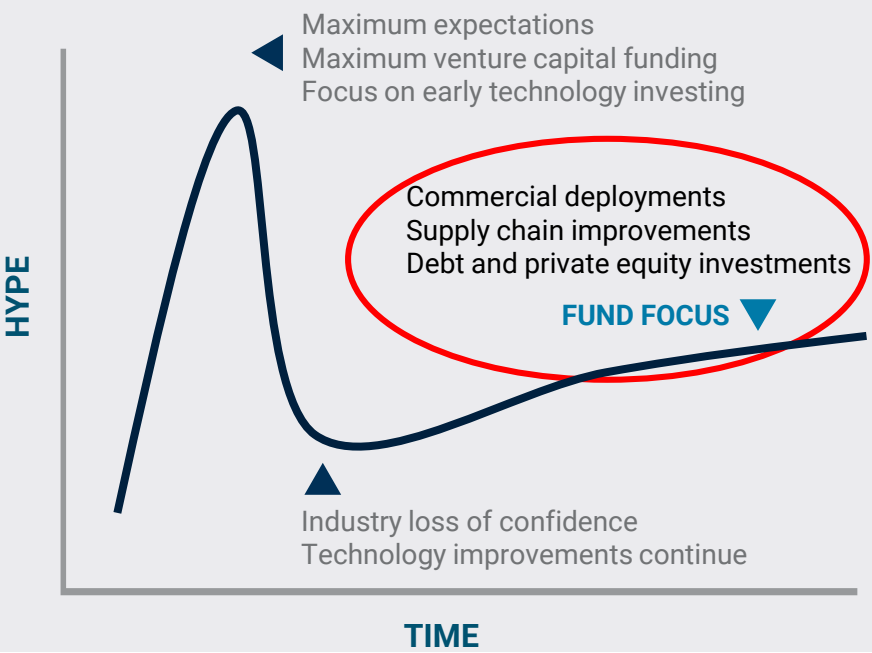 Maximum expectations
Maximum venture capital funding
Focus on early technology investing
Commercial deployments
Supply chain improvements
Debt and private equity investments
FUND FOCUS
HYPE
Industry loss of confidence
Technology improvements continue
TIME